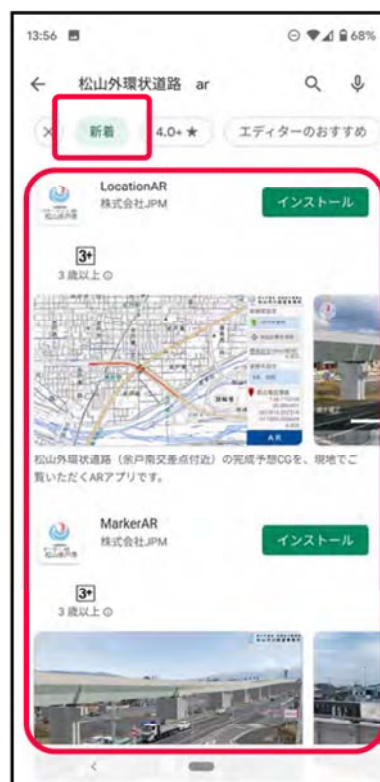 13:56
68%
松山外環状道路 ar
新着
4.0+ ★
エディターのおすすめ
LocationAR
株式会社JPM
インストール
3+
3 歳以上
AR
松山外環状道路（余戸南交差点付近）の完成予想CGを、現地でご
覧いただくARアプリです。
MarkerAR
株式会社JPM
インストール
3+
3 歳以上